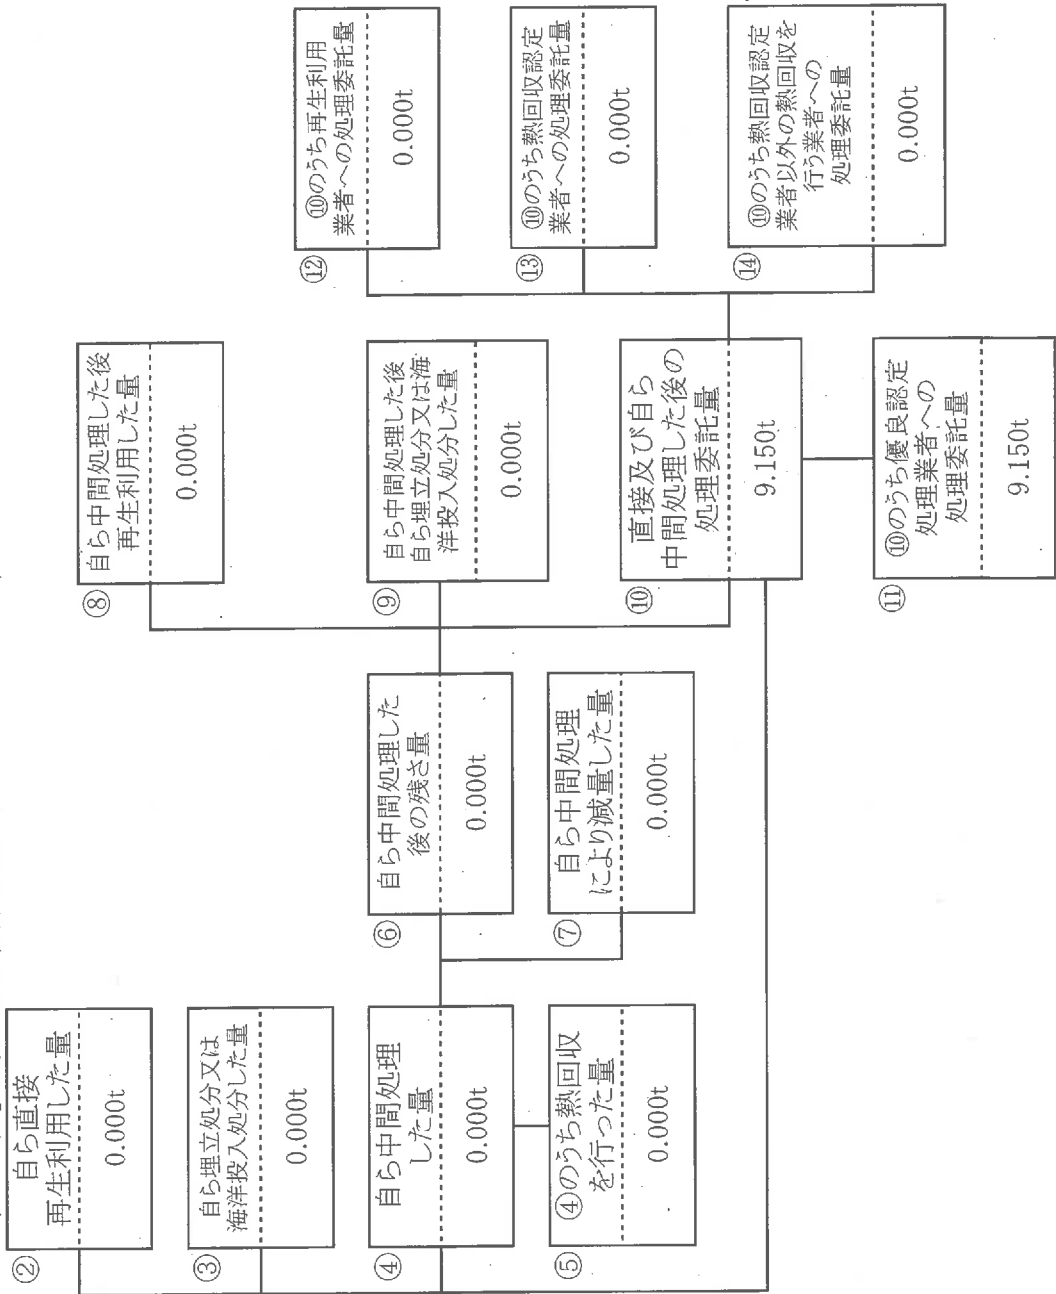 ②
自ら直接
再生利用した量
0.000t
③
自ら埋立処分又は
海洋投入処分した量
0.000t
④
自ら中間処理
した量
0.000t
⑤
④のうち熱回収
を行った量
0.000t
⑥
自ら中間処理した
後の残さ量
0.000t
⑦
自ら中間処理
により減量した量
0.000t
⑧
自ら中間処理した後
再生利用した量
0.000t
⑨
自ら中間処理した後
自ら埋立処分又は海
洋投入処分した量
0.000t
⑩
直接及び自ら
中間処理した後の
処理委託量
9.150t
⑪
⑩のうち優良認定
処理業者への
処理委託量
9.150t
⑫
⑩のうち再生利用
業者への処理委託量
0.000t
⑬
⑩のうち熱回収認定
業者への処理委託量
0.000t
⑭
⑩のうち熱回収認定
業者以外の熱回収を
行う業者への
処理委託量
0.000t